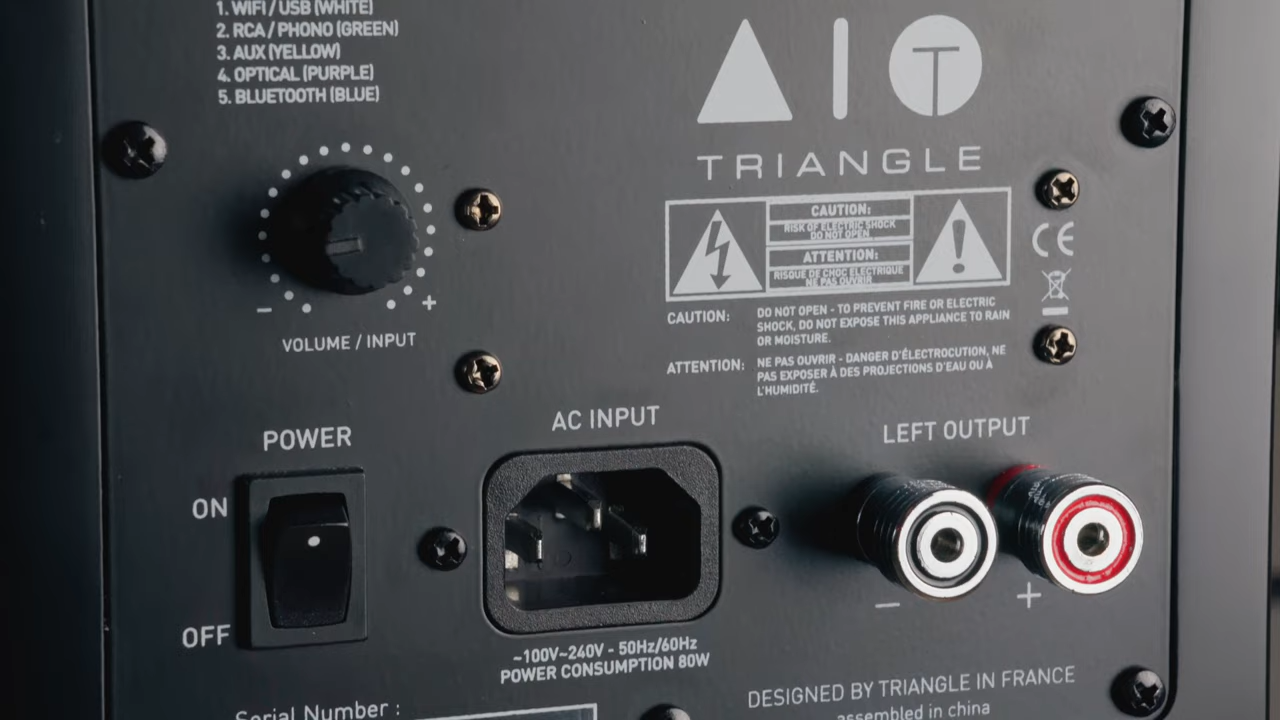 1. WIFI / USB (WHITE)
2. RCA / PHONO (GREEN)
3. AUX (YELLOW)
4. OPTICAL (PURPLE)
5. BLUETOOTH (BLUE)
TRIANGLE
CAUTION:
RISK OF ELECTRIC SHOCK
DO NOT OPEN
ATTENTION:
RISQUE DE CHOC ELECTRIQUE
NE PAS OUVRIR
CE
CAUTION: DO NOT OPEN - TO PREVENT FIRE OR ELECTRIC
SHOCK, DO NOT EXPOSE THIS APPLIANCE TO RAIN
OR MOISTURE.
ATTENTION: NE PAS OUVRIR - DANGER D'ÉLECTROCUTION, NE
PAS EXPOSER À DES PROJECTIONS D'EAU OU À
L'HUMIDITÉ.
− +
VOLUME / INPUT
POWER
ON
OFF
AC INPUT
~100V~240V - 50Hz/60Hz
POWER CONSUMPTION 80W
LEFT OUTPUT
− +
DESIGNED BY TRIANGLE IN FRANCE
assembled in china
Serial Number :